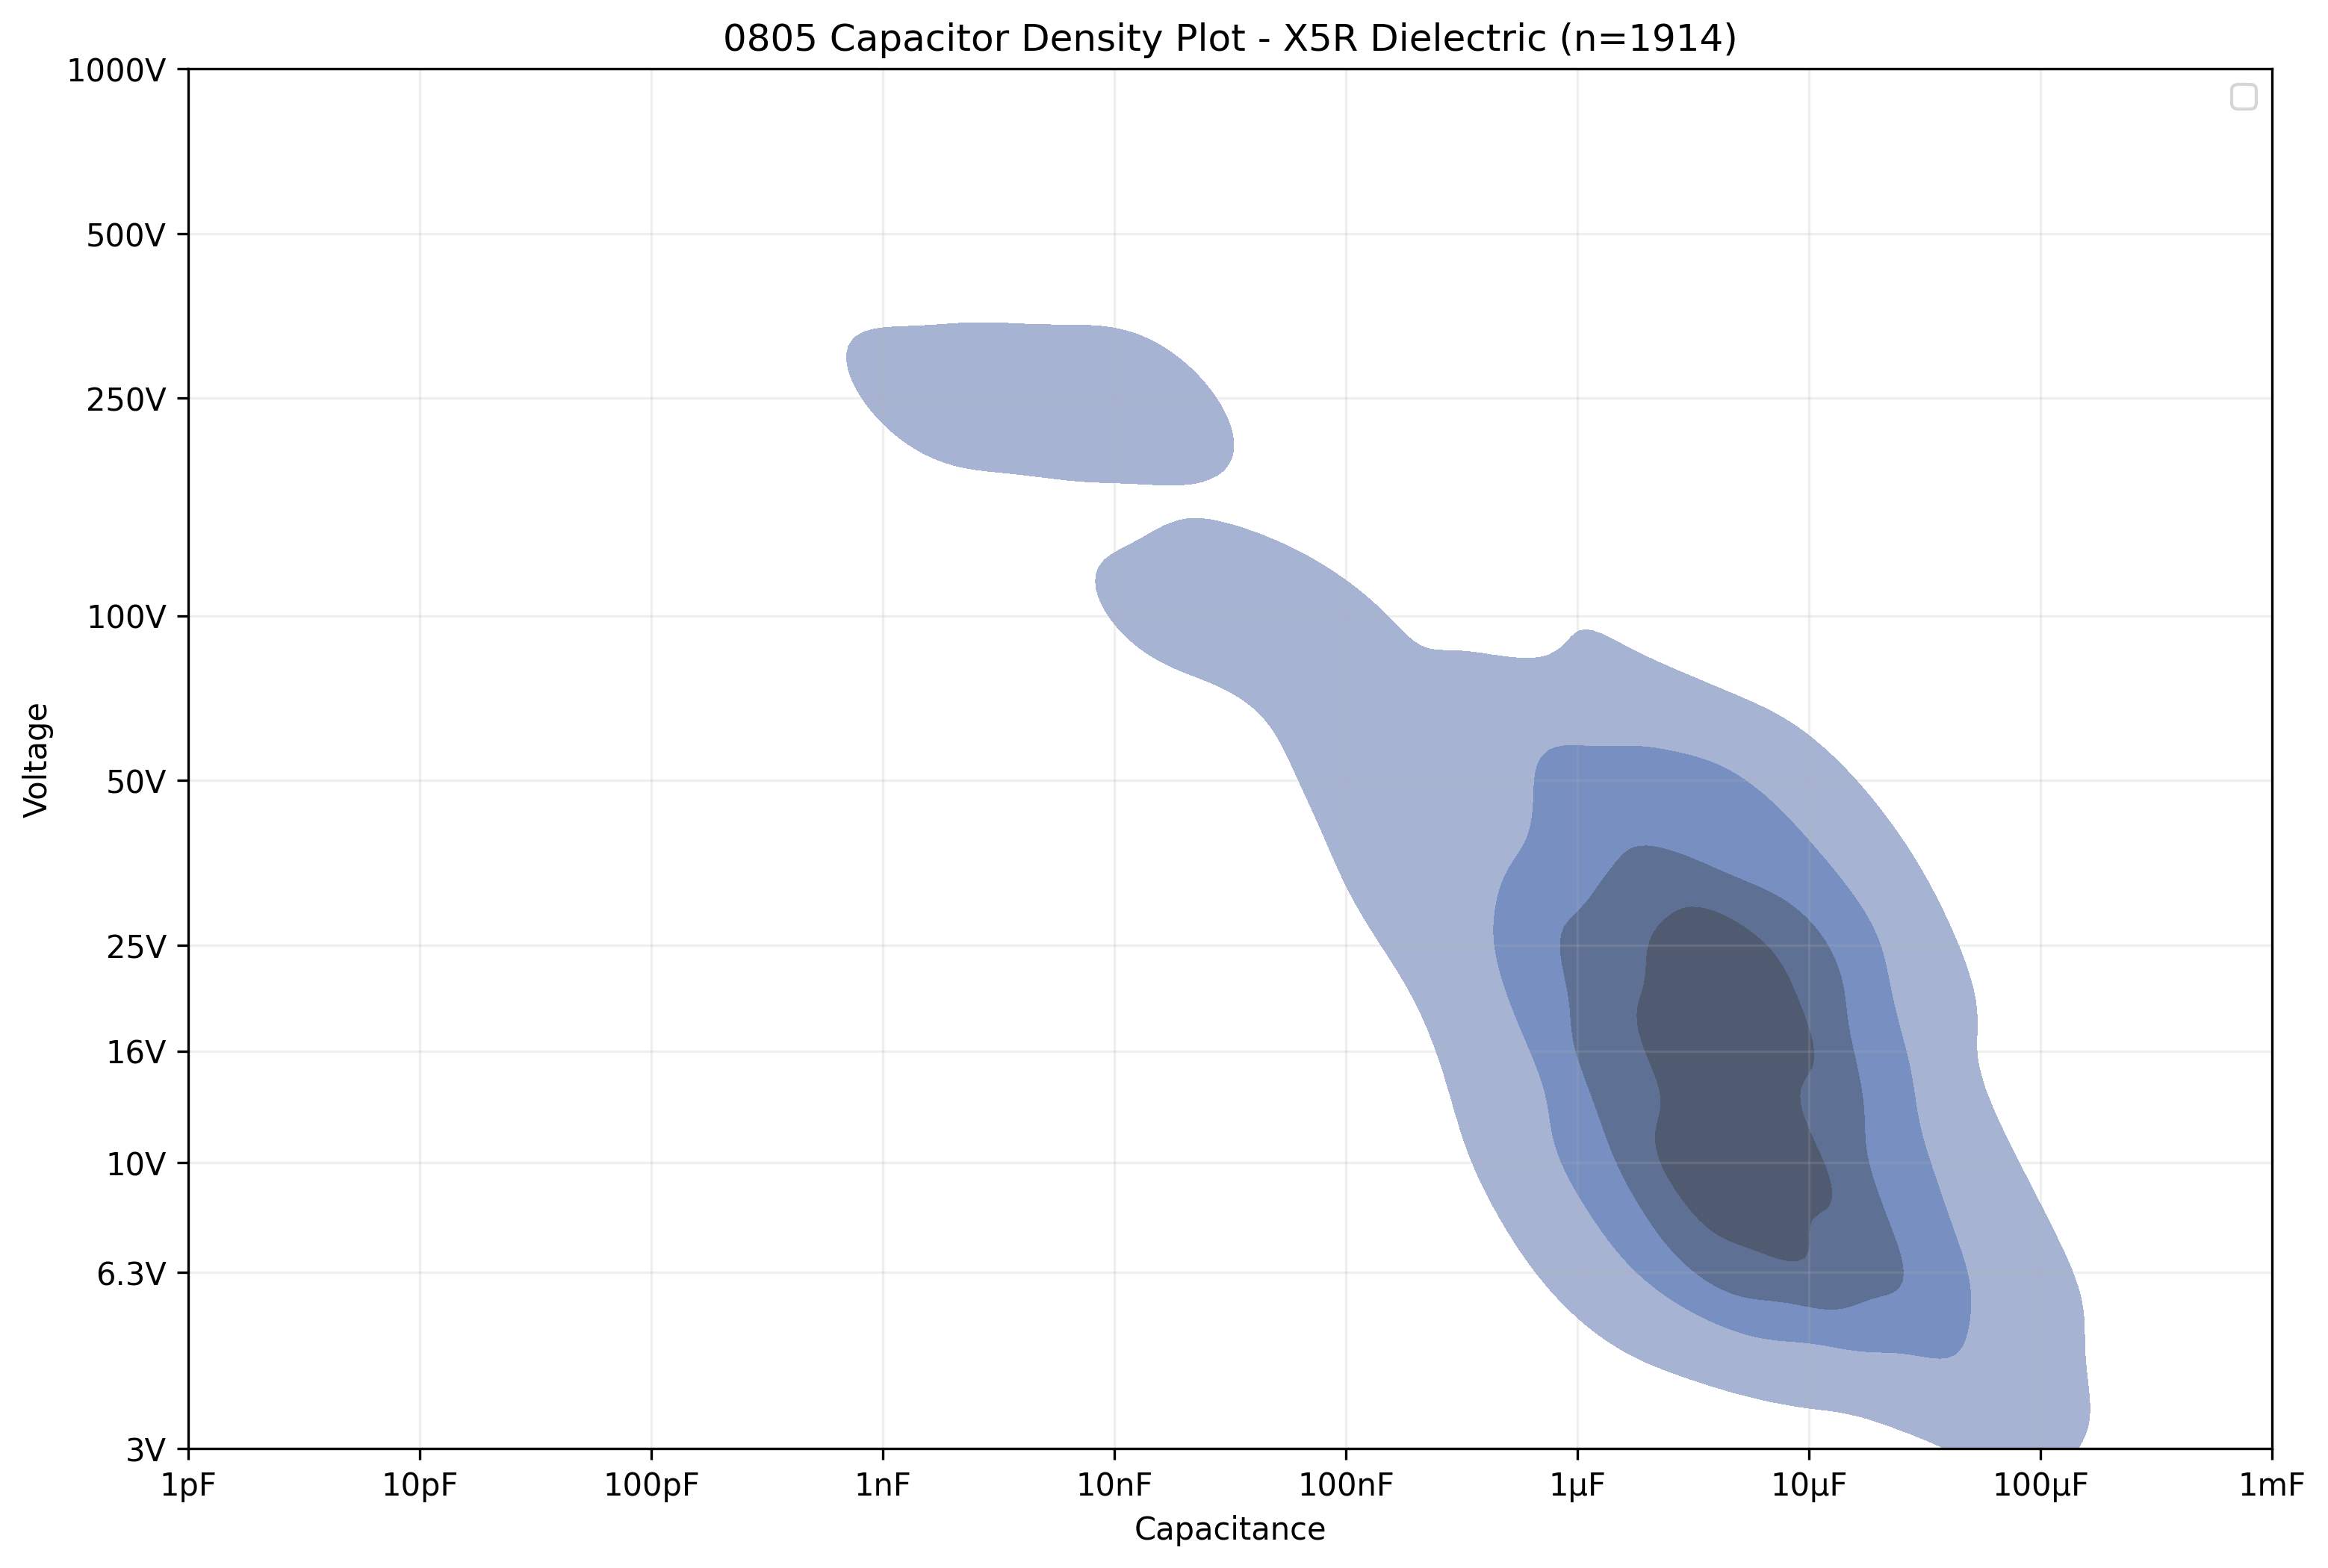 0805 Capacitor Density Plot - X5R Dielectric (n=1914)
1000V
500V
250V
100V
50V
25V
16V
10V
6.3V
3V
Voltage
1pF
10pF
100pF
1nF
10nF
100nF
1μF
10μF
100μF
1mF
Capacitance